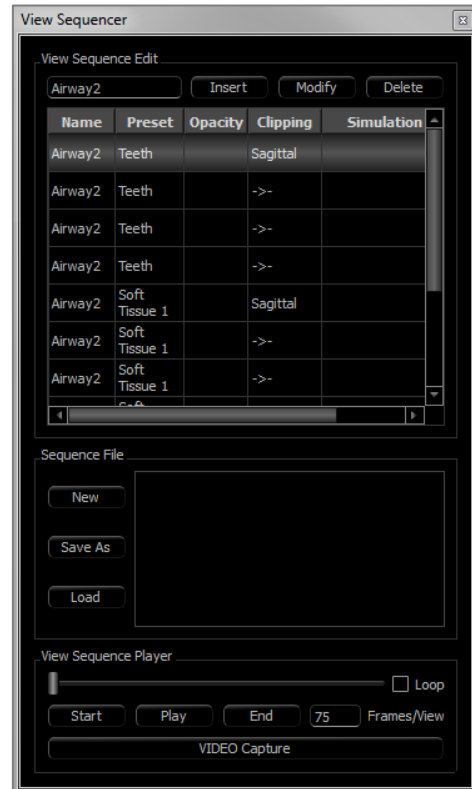 View Sequencer
View Sequence Edit
Airway2 Insert Modify Delete
Name Preset Opacity Clipping Simulation
Airway2 Teeth Sagittal
Airway2 Teeth ->-
Airway2 Teeth ->-
Airway2 Teeth ->-
Airway2 Soft Tissue 1 Sagittal
Airway2 Soft Tissue 1 ->-
Airway2 Soft Tissue 1 ->-
Sequence File
New
Save As
Load
View Sequence Player
Loop
Start Play End 75 Frames/View
VIDEO Capture